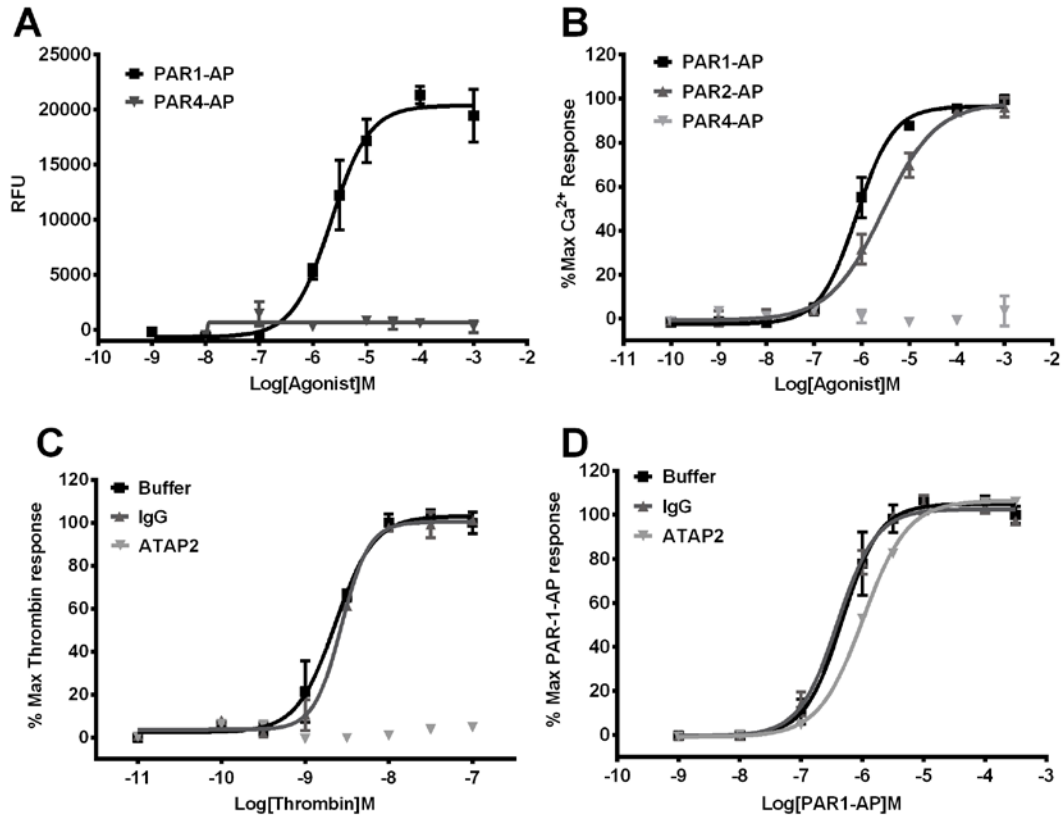 A
PAR1-AP
PAR4-AP
25000
20000
15000
10000
5000
0
RFU
-10 -9 -8 -7 -6 -5 -4 -3 -2
Log[Agonist]M
B
PAR1-AP
PAR2-AP
PAR4-AP
120
100
80
60
40
20
0
%Max Ca²⁺ Response
-11 -10 -9 -8 -7 -6 -5 -4 -3 -2
Log[Agonist]M
C
Buffer
IgG
ATAP2
120
100
80
60
40
20
0
% Max Thrombin response
-11 -10 -9 -8 -7
Log[Thrombin]M
D
Buffer
IgG
ATAP2
120
100
80
60
40
20
0
% Max PAR-1-AP response
-10 -9 -8 -7 -6 -5 -4 -3
Log[PAR1-AP]M